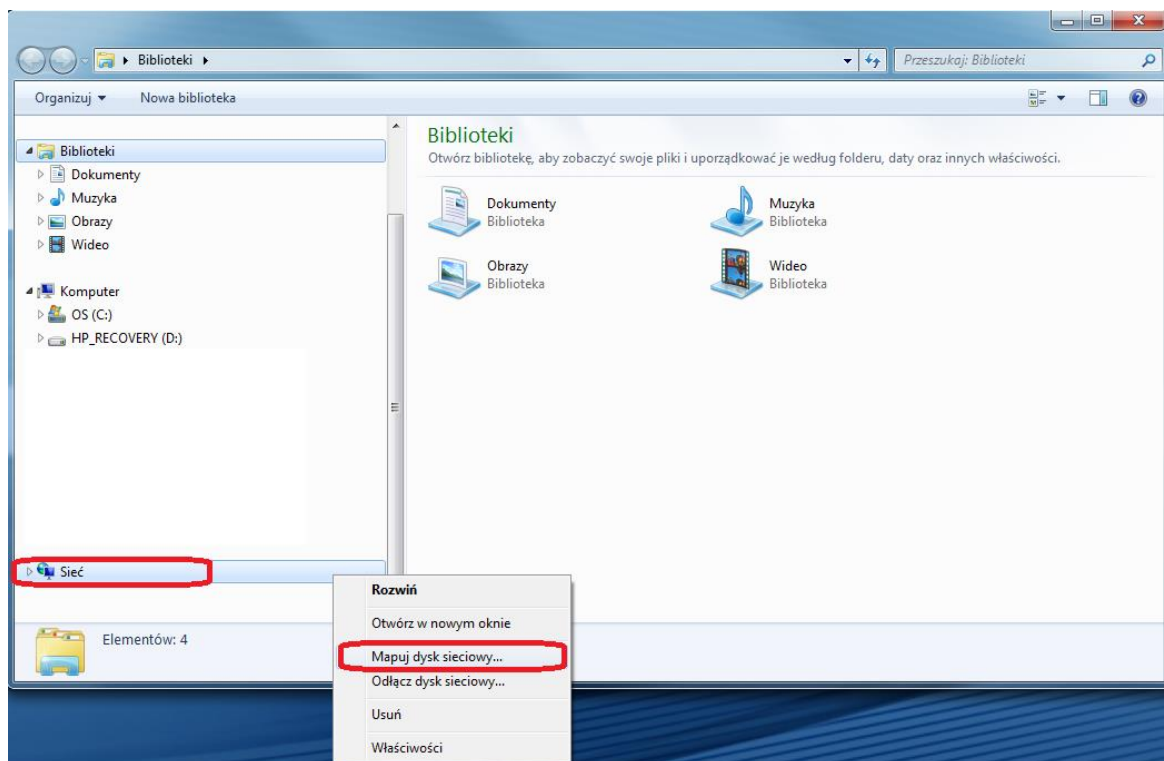 Biblioteki
Przeszukaj: Biblioteki
Organizuj
Nowa biblioteka
Biblioteki
Dokumenty
Muzyka
Obrazy
Wideo
Komputer
OS (C:)
HP_RECOVERY (D:)
Sieć
Biblioteki
Otwórz bibliotekę, aby zobaczyć swoje pliki i uporządkować je według folderu, daty oraz innych właściwości.
Dokumenty
Biblioteka
Muzyka
Biblioteka
Obrazy
Biblioteka
Wideo
Biblioteka
Rozwiń
Otwórz w nowym oknie
Mapuj dysk sieciowy...
Odłącz dysk sieciowy...
Usuń
Właściwości
Elementów: 4